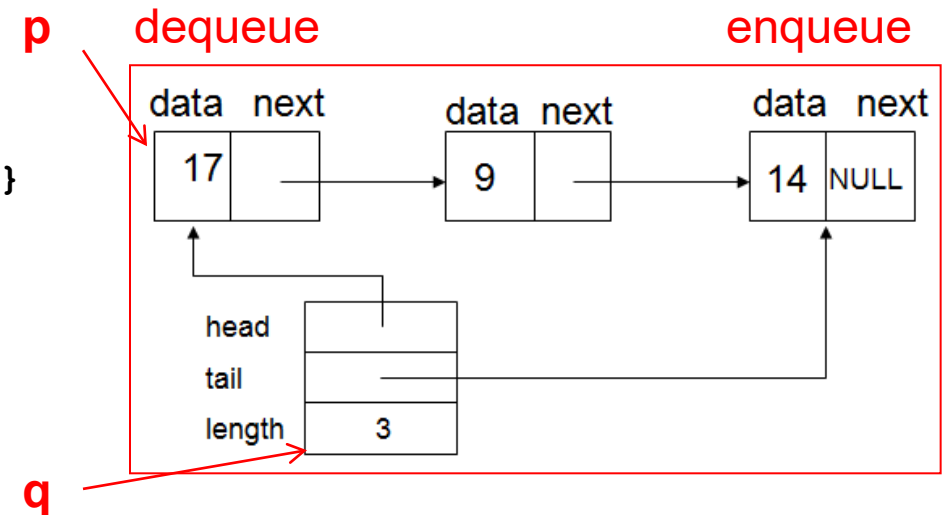 p dequeue enqueue
data next data next data next
} 17 9 14 NULL
head
tail
length 3
q